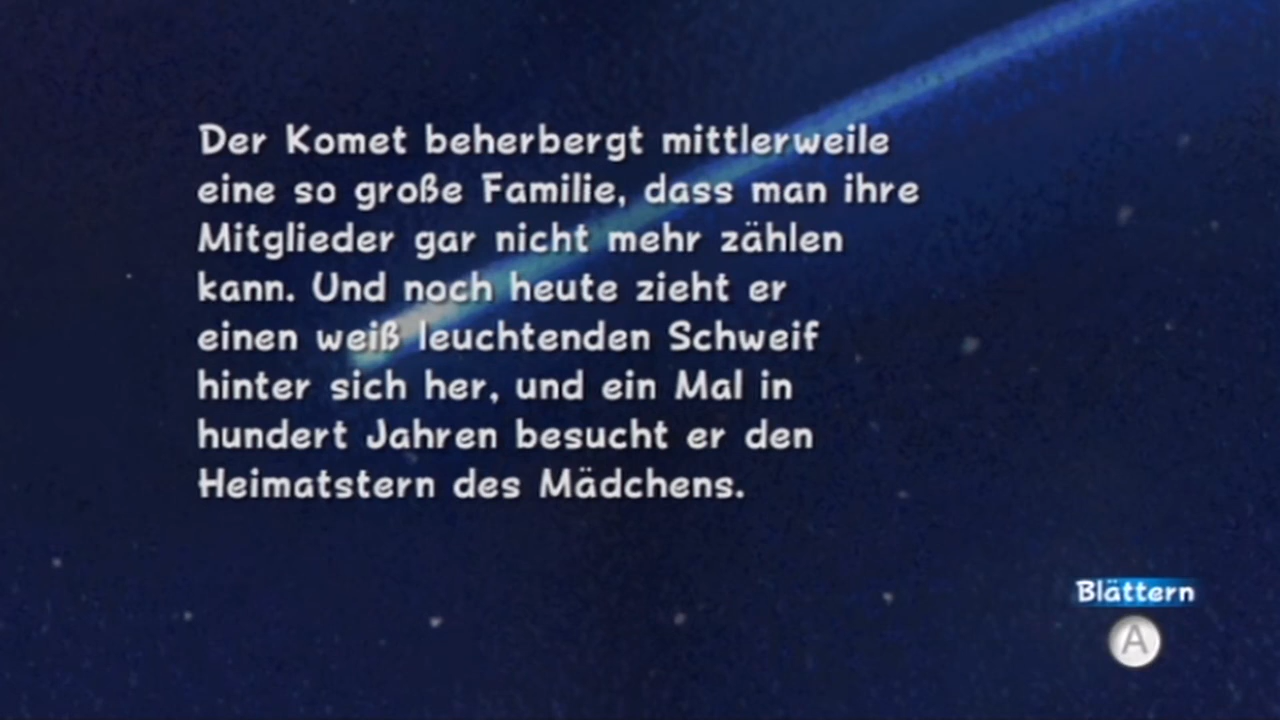 Der Komet beherbergt mittlerweile
eine so große Familie, dass man ihre
Mitglieder gar nicht mehr zählen
kann. Und noch heute zieht er
einen weiß leuchtenden Schweif
hinter sich her, und ein Mal in
hundert Jahren besucht er den
Heimatstern des Mädchens.
Blättern
A